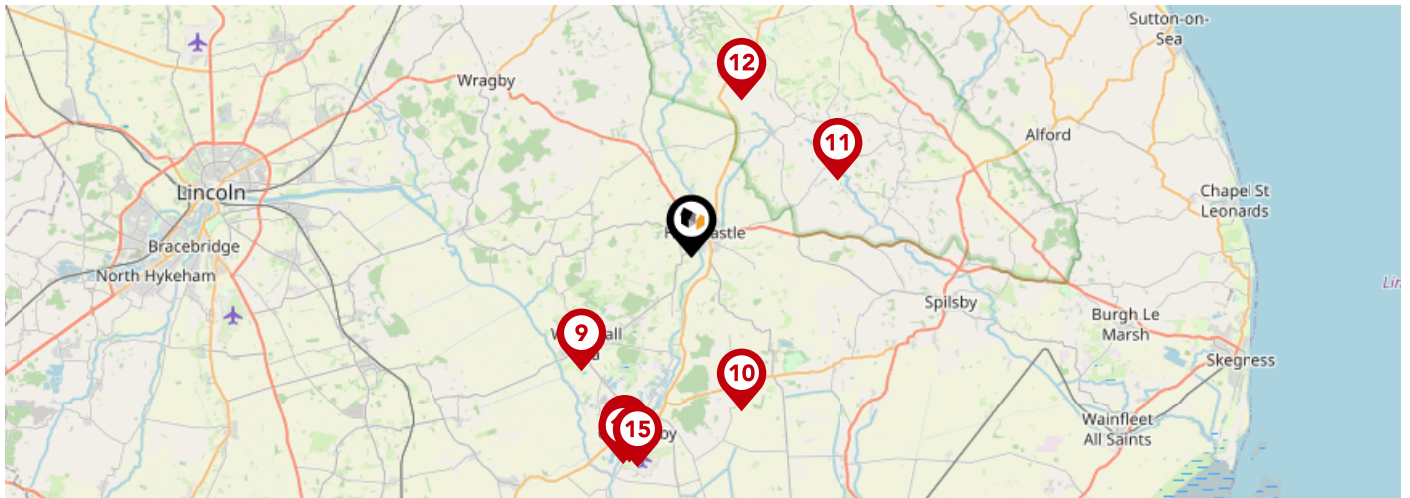 Sutton-on-
Sea
12
Wragby
11
Alford
Lincoln
Chapel St
Leonards
Bracebridge
North Hykeham
Spilsby
9
Burgh Le
Marsh
Skegress
10
Wainfleet
All Saints
15